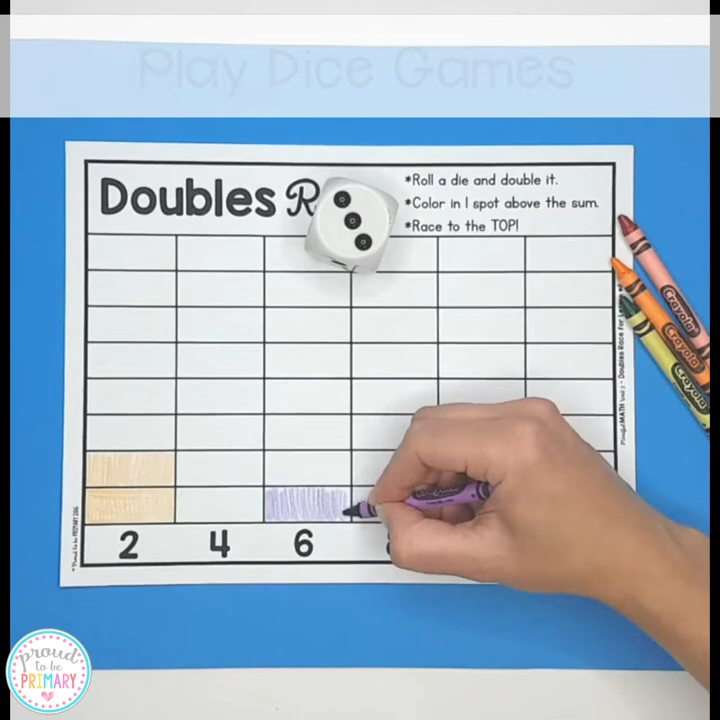 Play Dice Games
Doubles R
*Roll a die and double it.
*Color in 1 spot above the sum.
*Race to the TOP!
Crayola
Crayola
Crayola
2 4 6
proud
to be
PRIMARY